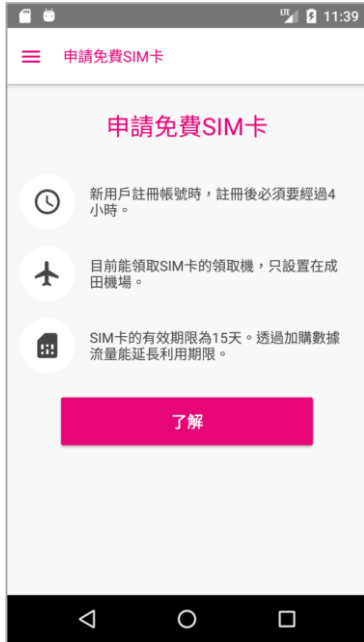 LTE 11:39
申請免費SIM卡
申請免費SIM卡
新用戶註冊帳號時，註冊後必須要經過4
小時。
目前能領取SIM卡的領取機，只設置在成
田機場。
SIM卡的有效期限為15天。透過加購數據
流量能延長利用期限。
了解